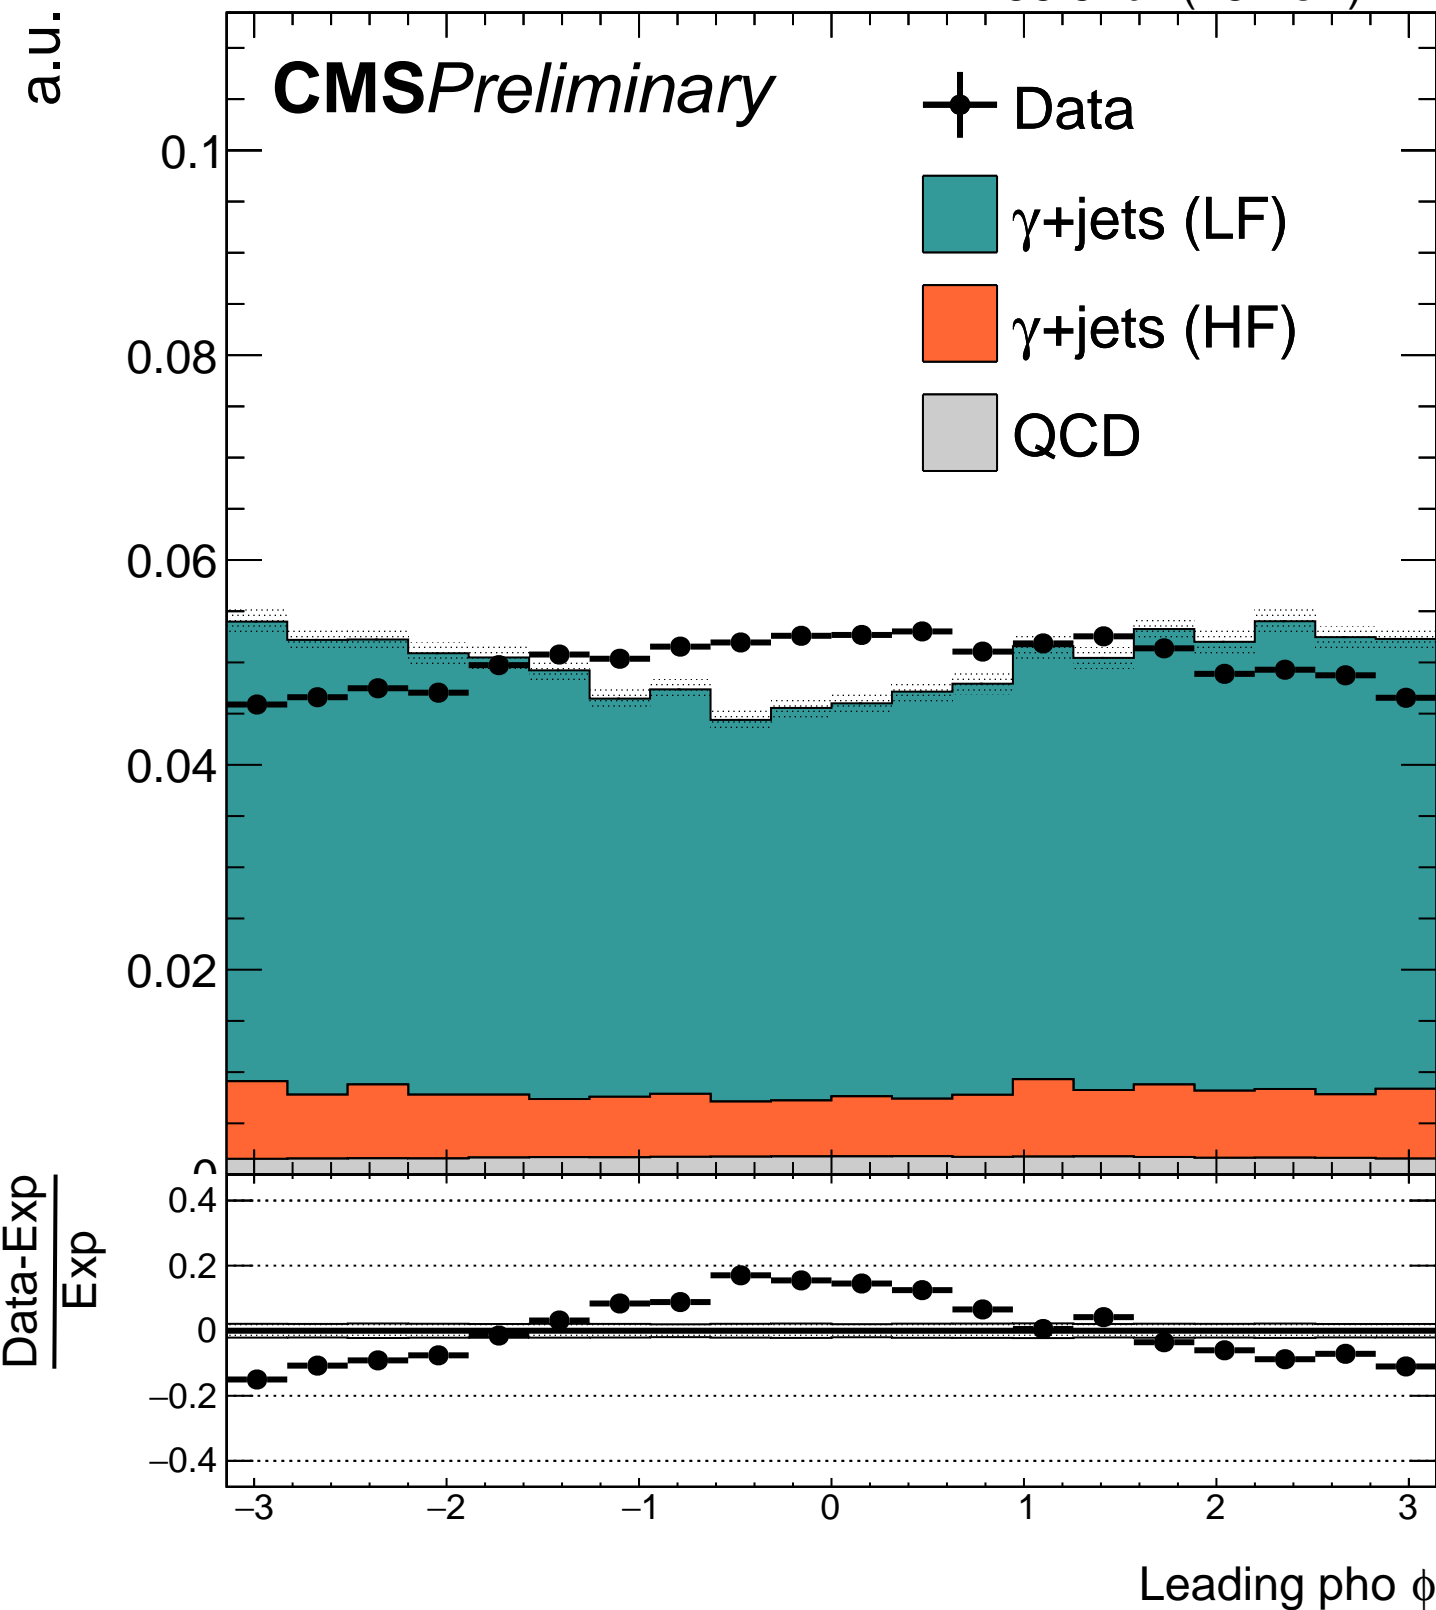 a.u.
CMS Preliminary
Data
γ+jets (LF)
γ+jets (HF)
QCD
0.1
0.08
0.06
0.04
0.02
0
Data-Exp
Exp
0.4
0.2
0
−0.2
−0.4
−3 −2 −1 0 1 2 3
Leading pho ϕ